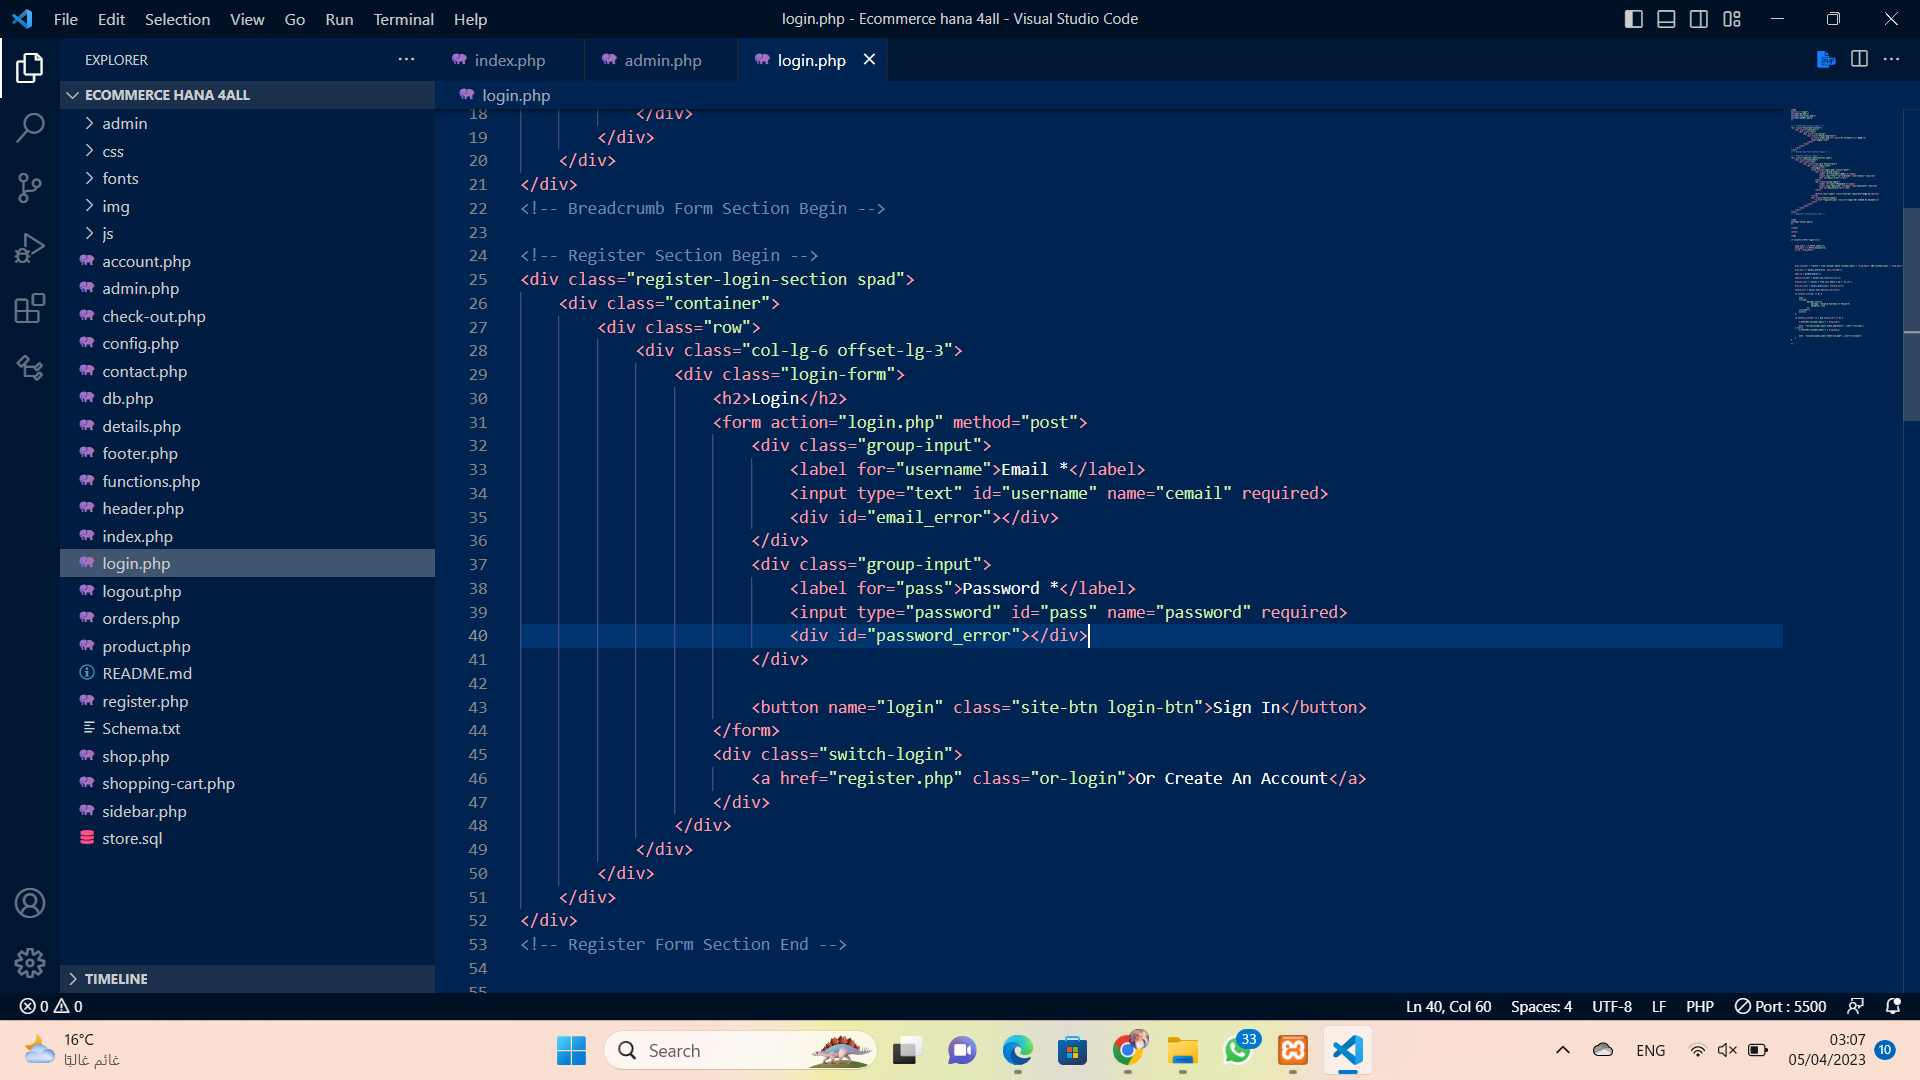 File Edit Selection View Go Run Terminal Help
login.php - Ecommerce hana 4all - Visual Studio Code
EXPLORER
ECOMMERCE HANA 4ALL
admin
css
fonts
img
js
account.php
admin.php
check-out.php
config.php
contact.php
db.php
details.php
footer.php
functions.php
header.php
index.php
login.php
logout.php
orders.php
product.php
README.md
register.php
Schema.txt
shop.php
shopping-cart.php
sidebar.php
store.sql
TIMELINE
index.php admin.php login.php
login.php
18 </div>
19 </div>
20 </div>
21 </div>
22 <!-- Breadcrumb Form Section Begin -->
23
24 <!-- Register Section Begin -->
25 <div class="register-login-section spad">
26 <div class="container">
27 <div class="row">
28 <div class="col-lg-6 offset-lg-3">
29 <div class="login-form">
30 <h2>Login</h2>
31 <form action="login.php" method="post">
32 <div class="group-input">
33 <label for="username">Email *</label>
34 <input type="text" id="username" name="cemail" required>
35 <div id="email_error"></div>
36 </div>
37 <div class="group-input">
38 <label for="pass">Password *</label>
39 <input type="password" id="pass" name="password" required>
40 <div id="password_error"></div>
41 </div>
42
43 <button name="login" class="site-btn login-btn">Sign In</button>
44 </form>
45 <div class="switch-login">
46 <a href="register.php" class="or-login">Or Create An Account</a>
47 </div>
48 </div>
49 </div>
50 </div>
51 </div>
52 </div>
53 <!-- Register Form Section End -->
54
55
0 0
Ln 40, Col 60 Spaces: 4 UTF-8 LF PHP Port : 5500
16°C
غائم غالبًا
Search
33
ENG
03:07
05/04/2023
10